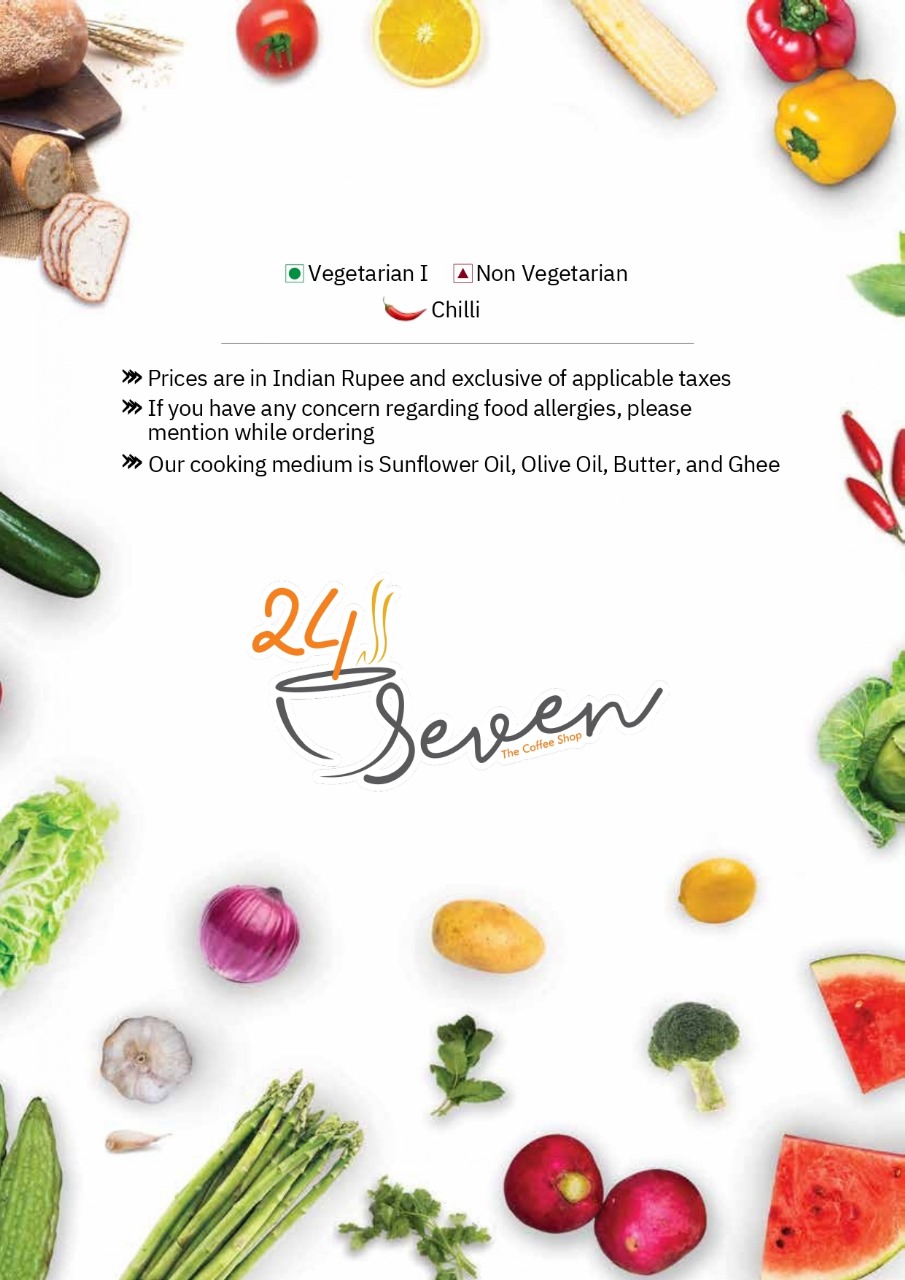 Vegetarian I Non Vegetarian
Chilli
Prices are in Indian Rupee and exclusive of applicable taxes
If you have any concern regarding food allergies, please
mention while ordering
Our cooking medium is Sunflower Oil, Olive Oil, Butter, and Ghee
24
Seven
The Coffee Shop